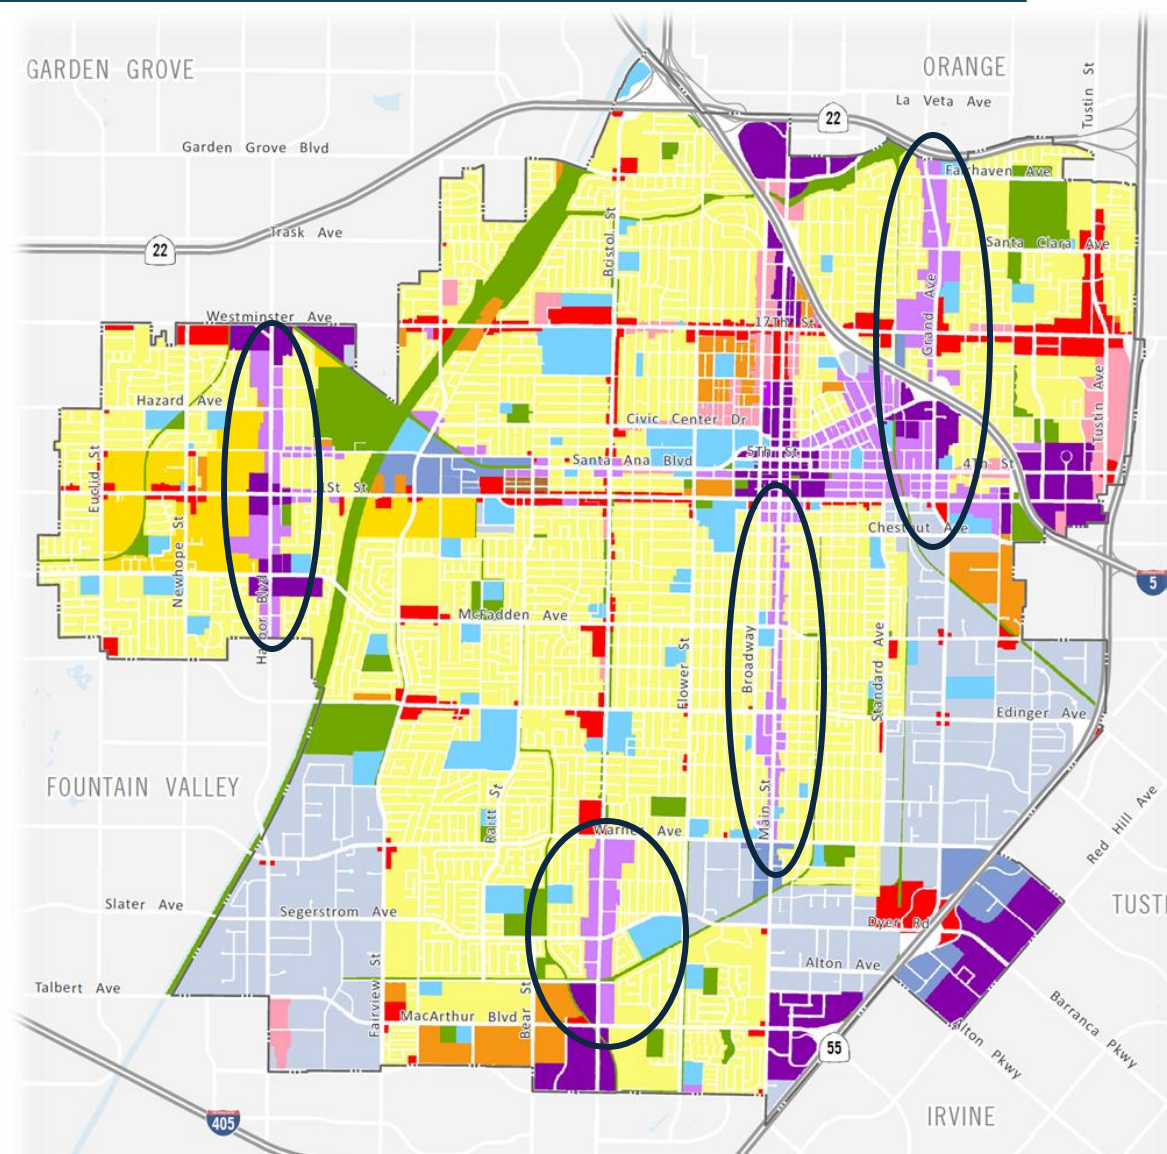 GARDEN GROVE
ORANGE
La Veta Ave
Tustin St
22
Garden Grove Blvd
Fairhaven Ave
Trask Ave
22
Bristol St
Santa Clara Ave
Westminster Ave
17Th St
Grand Ave
Hazard Ave
Civic Center Dr
Tustin Ave
Euclid St
5Th St
Santa Ana Blvd
4Th St
1St St
Newhope St
Chestnut Ave
5
Harbor Blvd
McFadden Ave
Broadway
Flower St
Standard Ave
Edinger Ave
FOUNTAIN VALLEY
Raitt St
Main St
Warner Ave
Red Hill Ave
Slater Ave
Segerstrom Ave
Dyer Rd
TUSTI
Fairview St
Alton Ave
Talbert Ave
Bear St
MacArthur Blvd
Barranca Pkwy
Alton Pkwy
55
405
IRVINE